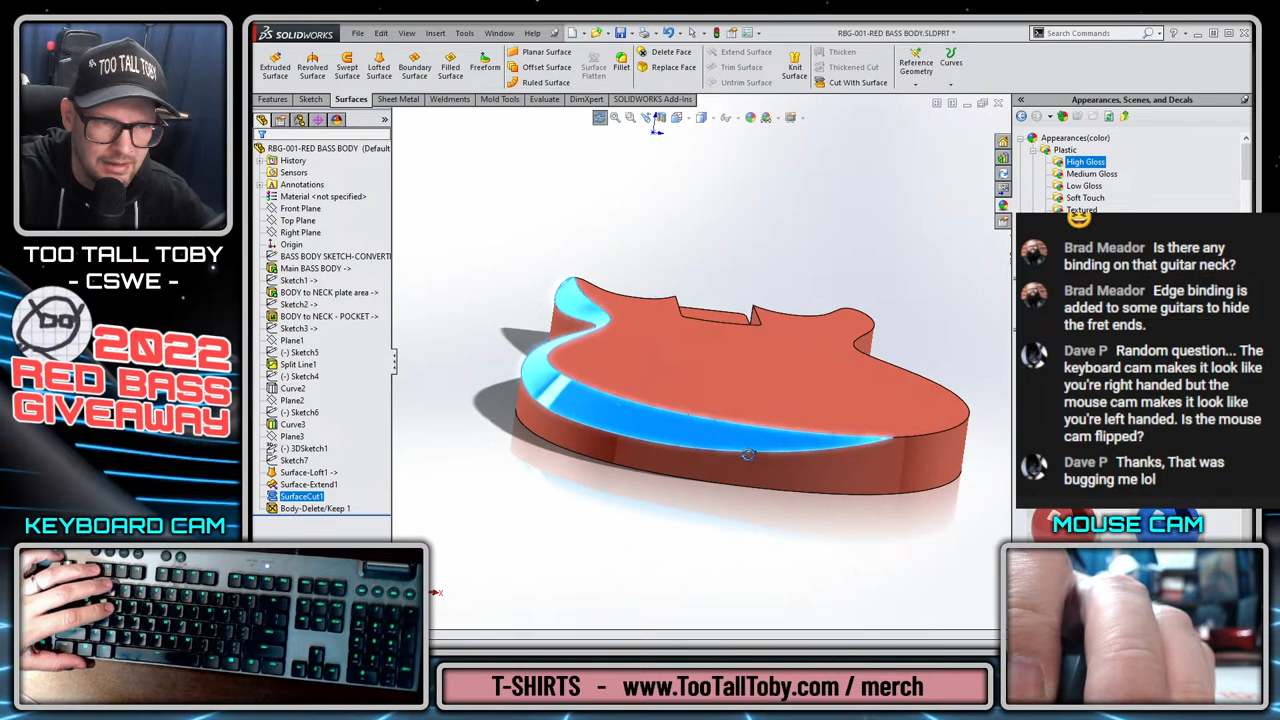 TOO TALL TOBY
TOO TALL TOBY
- CSWE -
2022
RED BASS
GIVEAWAY
KEYBOARD CAM
SOLIDWORKS
File
Edit
View
Insert
Tools
Window
Help
RBG-001-RED BASS BODY.SLDPRT *
Search Commands
Extruded Surface
Revolved Surface
Swept Surface
Lofted Surface
Boundary Surface
Filled Surface
Freeform
Planar Surface
Offset Surface
Ruled Surface
Surface Flatten
Fillet
Delete Face
Replace Face
Extend Surface
Trim Surface
Untrim Surface
Knit Surface
Thicken
Thickened Cut
Cut With Surface
Reference Geometry
Curves
Features
Sketch
Surfaces
Sheet Metal
Weldments
Mold Tools
Evaluate
DimXpert
SOLIDWORKS Add-Ins
RBG-001-RED BASS BODY (Default
History
Sensors
Annotations
Material <not specified>
Front Plane
Top Plane
Right Plane
Origin
BASS BODY SKETCH-CONVERT
Main BASS BODY ->
Sketch1 ->
BODY to NECK plate area ->
Sketch2 ->
BODY to NECK - POCKET ->
Sketch3 ->
Plane1
(-) Sketch5
Split Line1
(-) Sketch4
Curve2
Plane2
(-) Sketch6
Curve3
Plane3
(-) 3DSketch1
Sketch7
Surface-Loft1 ->
Surface-Extend1
SurfaceCut1
Body-Delete/Keep 1
X
Appearances, Scenes, and Decals
Appearances(color)
Plastic
High Gloss
Medium Gloss
Low Gloss
Soft Touch
Textured
Brad Meador Is there any
binding on that guitar neck?
Brad Meador Edge binding is
added to some guitars to hide
the fret ends.
Dave P Random question... The
keyboard cam makes it look like
you're right handed but the
mouse cam makes it look like
you're left handed. Is the mouse
cam flipped?
Dave P Thanks, That was
bugging me lol
MOUSE CAM
T-SHIRTS - www.TooTallToby.com / merch